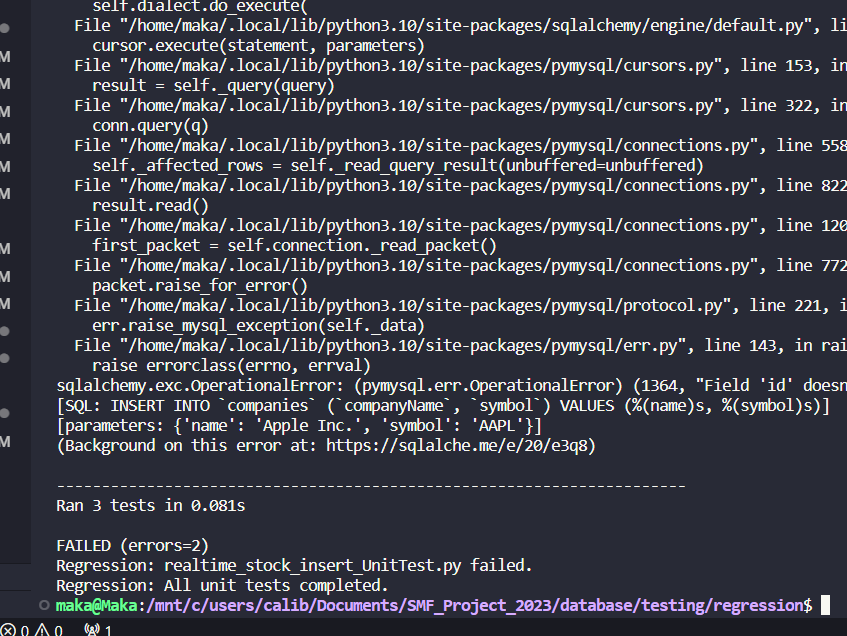 self.dialect.do_execute(
File "/home/maka/.local/lib/python3.10/site-packages/sqlalchemy/engine/default.py", li
cursor.execute(statement, parameters)
File "/home/maka/.local/lib/python3.10/site-packages/pymysql/cursors.py", line 153, in
result = self._query(query)
File "/home/maka/.local/lib/python3.10/site-packages/pymysql/cursors.py", line 322, in
conn.query(q)
File "/home/maka/.local/lib/python3.10/site-packages/pymysql/connections.py", line 558
self._affected_rows = self._read_query_result(unbuffered=unbuffered)
File "/home/maka/.local/lib/python3.10/site-packages/pymysql/connections.py", line 822
result.read()
File "/home/maka/.local/lib/python3.10/site-packages/pymysql/connections.py", line 120
first_packet = self.connection._read_packet()
File "/home/maka/.local/lib/python3.10/site-packages/pymysql/connections.py", line 772
packet.raise_for_error()
File "/home/maka/.local/lib/python3.10/site-packages/pymysql/protocol.py", line 221, i
err.raise_mysql_exception(self._data)
File "/home/maka/.local/lib/python3.10/site-packages/pymysql/err.py", line 143, in rai
raise errorclass(errno, errval)
sqlalchemy.exc.OperationalError: (pymysql.err.OperationalError) (1364, "Field 'id' doesn
[SQL: INSERT INTO `companies` (`companyName`, `symbol`) VALUES (%(name)s, %(symbol)s)]
[parameters: {'name': 'Apple Inc.', 'symbol': 'AAPL'}]
(Background on this error at: https://sqlalche.me/e/20/e3q8)
----------------------------------------------------------------------
Ran 3 tests in 0.081s
FAILED (errors=2)
Regression: realtime_stock_insert_UnitTest.py failed.
Regression: All unit tests completed.
maka@Maka:/mnt/c/users/calib/Documents/SMF_Project_2023/database/testing/regression$
M
M
M
M
M
M
M
M
M
M
0 0 1